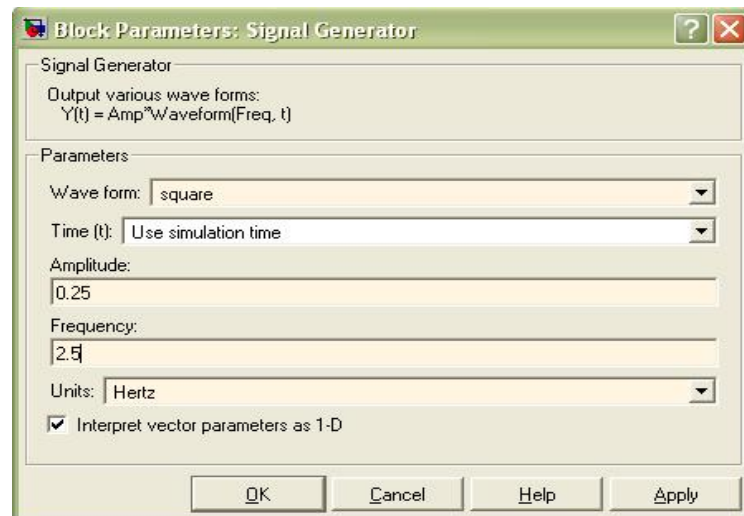 Block Parameters: Signal Generator
Signal Generator
Output various wave forms:
Y(t) = Amp*Waveform(Freq, t)
Parameters
Wave form: square
Time (t): Use simulation time
Amplitude:
0.25
Frequency:
2.5
Units: Hertz
Interpret vector parameters as 1-D
OK Cancel Help Apply